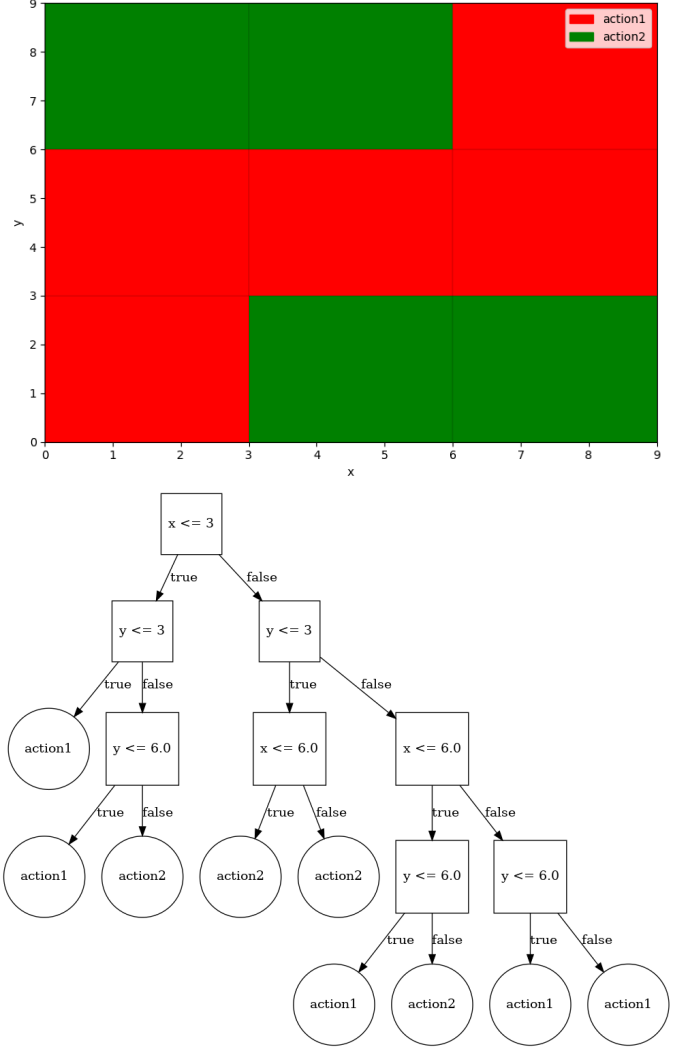 9
action1
action2
8
7
6
5
y
4
3
2
1
0
0 1 2 3 4 5 6 7 8 9
x
x <= 3
true false
y <= 3 y <= 3
true false true false
action1 y <= 6.0 x <= 6.0 x <= 6.0
true false true false true false
action1 action2 action2 action2 y <= 6.0 y <= 6.0
true false true false
action1 action2 action1 action1